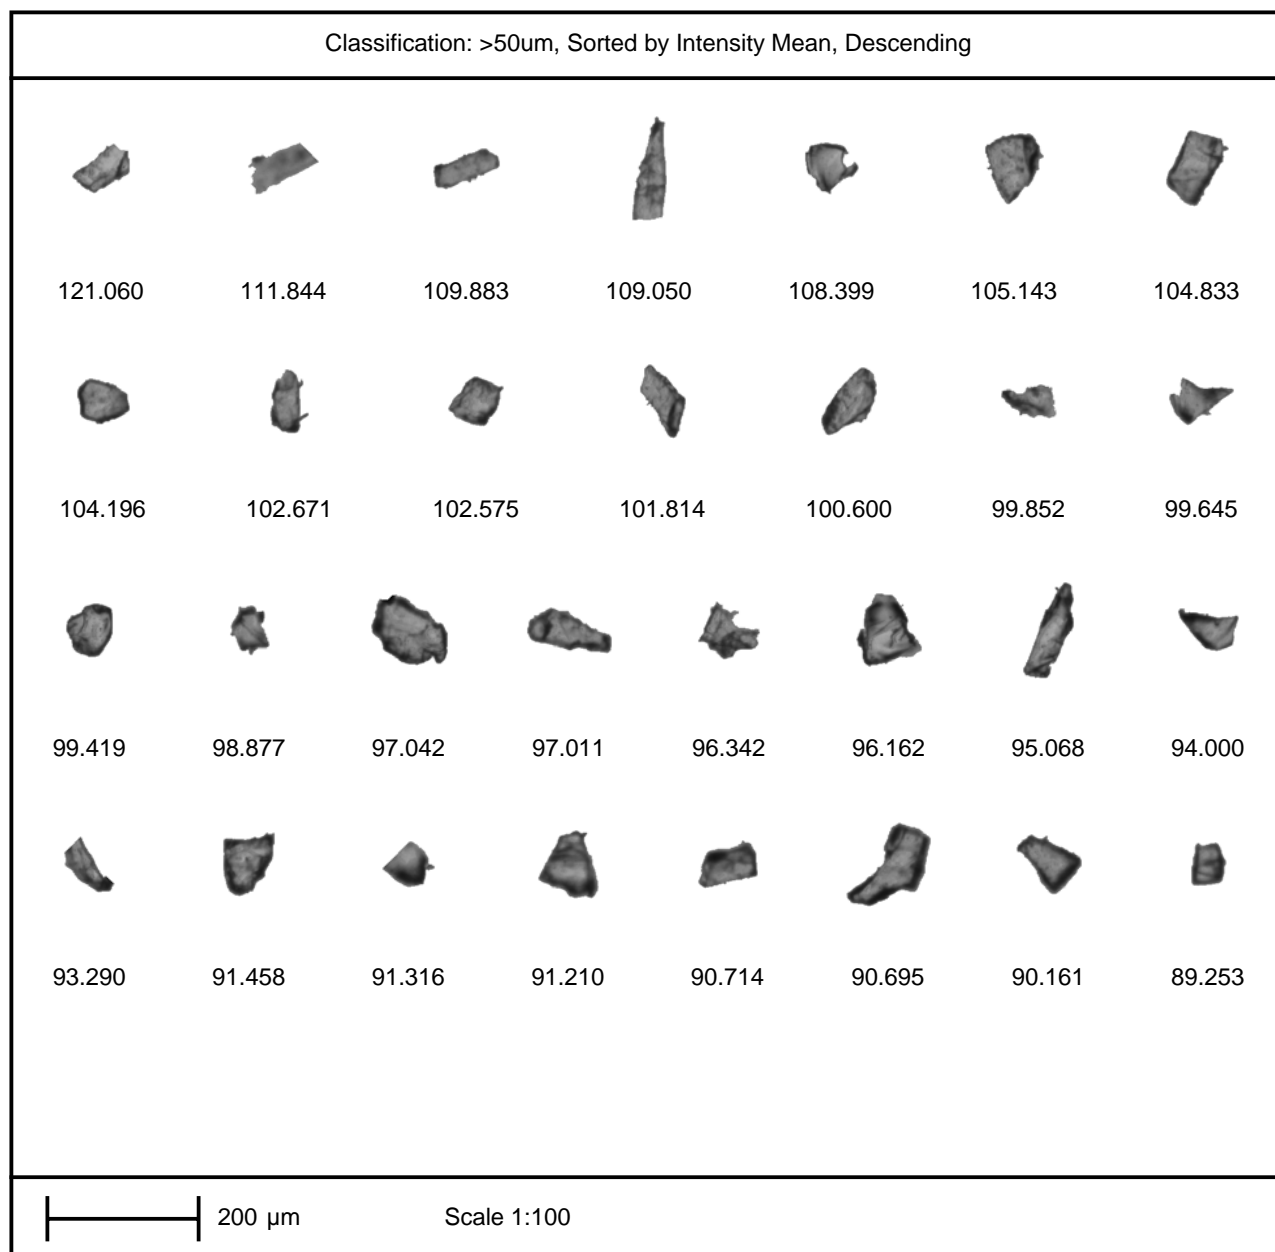 Classification: >50um, Sorted by Intensity Mean, Descending
121.060 111.844 109.883 109.050 108.399 105.143 104.833
104.196 102.671 102.575 101.814 100.600 99.852 99.645
99.419 98.877 97.042 97.011 96.342 96.162 95.068 94.000
93.290 91.458 91.316 91.210 90.714 90.695 90.161 89.253
200 µm Scale 1:100